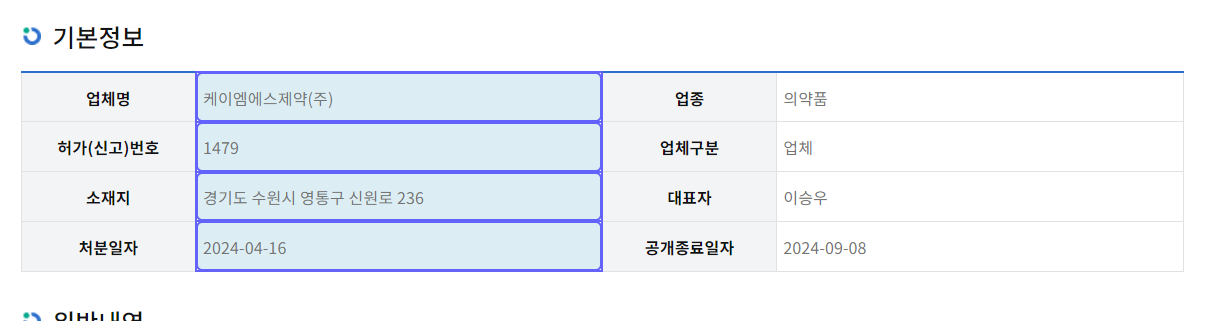 기본정보
업체명 케이엠에스제약(주) 업종 의약품
허가(신고)번호 1479 업체구분 업체
소재지 경기도 수원시 영통구 신원로 236 대표자 이승우
처분일자 2024-04-16 공개종료일자 2024-09-08